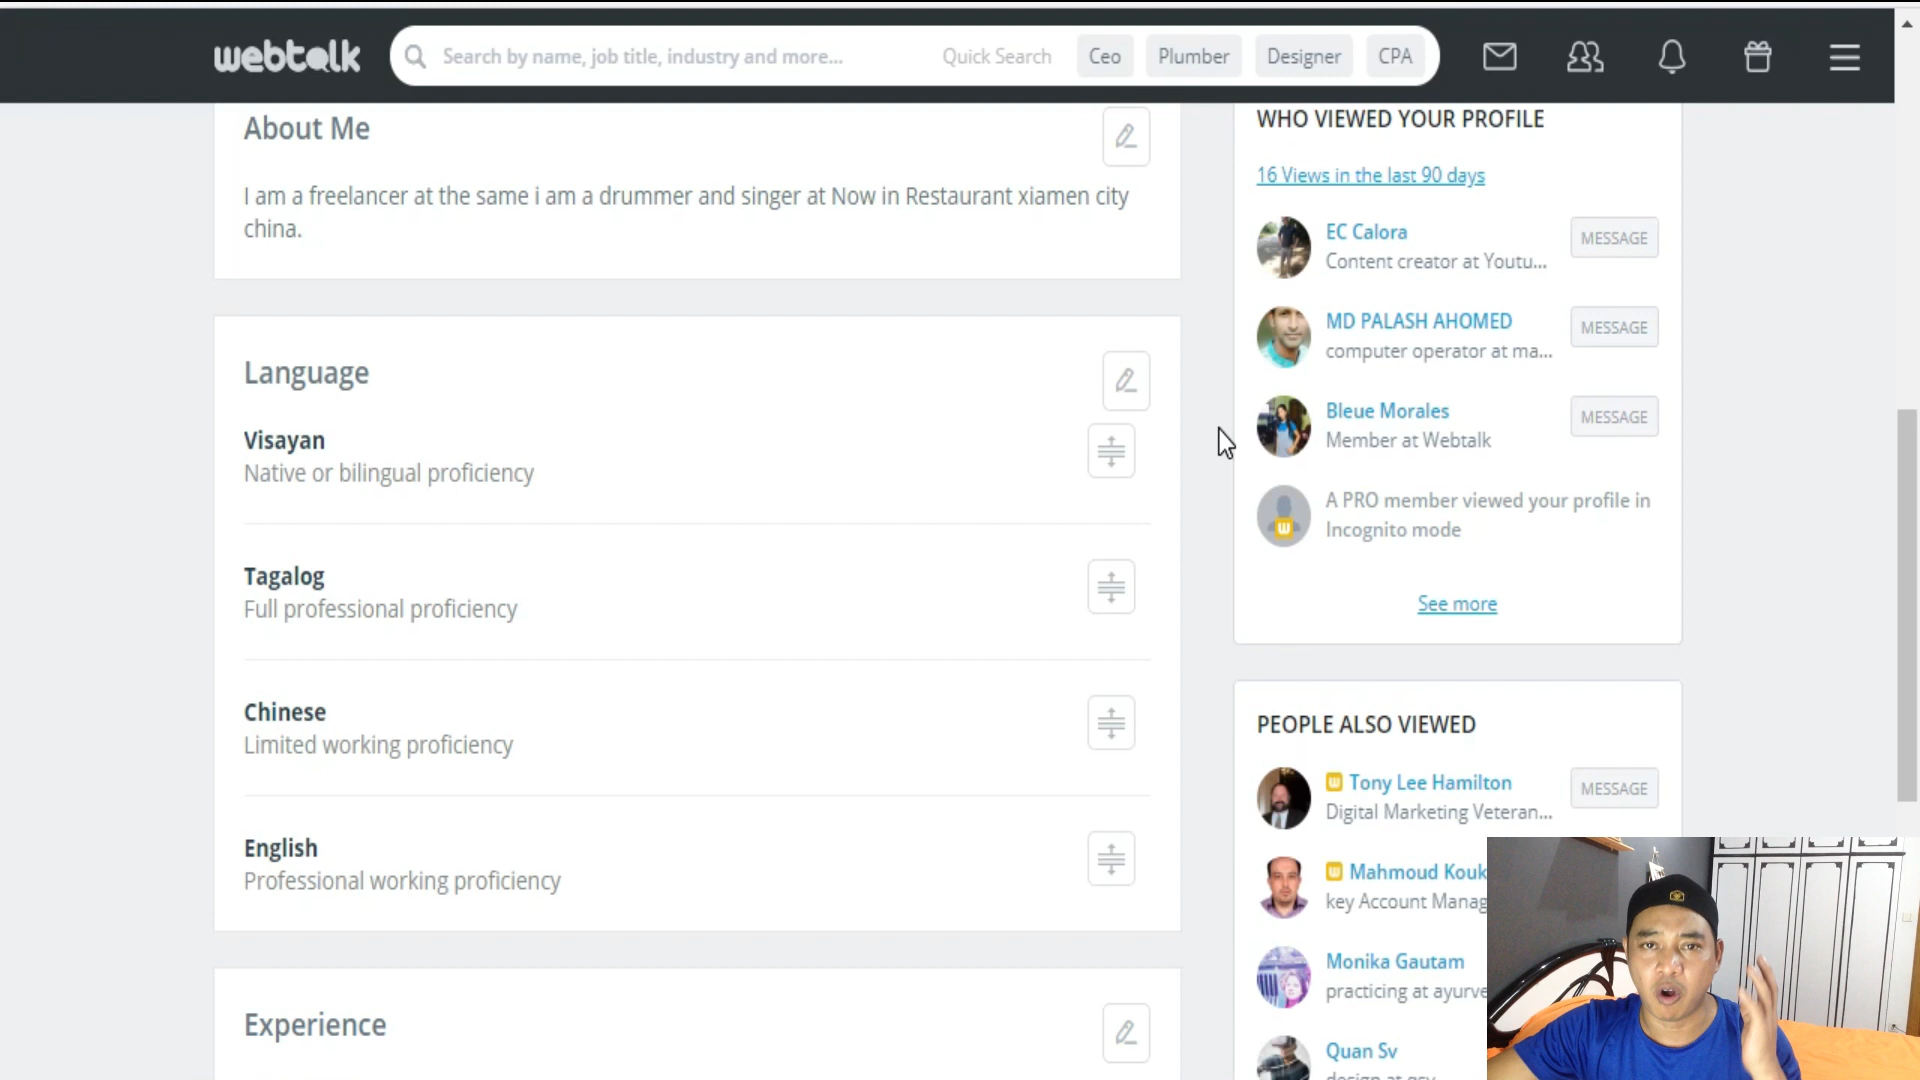 webtalk
Search by name, job title, industry and more...
Quick Search
Ceo
Plumber
Designer
CPA
About Me
I am a freelancer at the same i am a drummer and singer at Now in Restaurant xiamen city
china.
Language
Visayan
Native or bilingual proficiency
Tagalog
Full professional proficiency
Chinese
Limited working proficiency
English
Professional working proficiency
Experience
WHO VIEWED YOUR PROFILE
16 Views in the last 90 days
EC Calora
Content creator at Youtu...
MESSAGE
MD PALASH AHOMED
computer operator at ma...
MESSAGE
Bleue Morales
Member at Webtalk
MESSAGE
A PRO member viewed your profile in
Incognito mode
See more
PEOPLE ALSO VIEWED
Tony Lee Hamilton
Digital Marketing Veteran...
MESSAGE
Mahmoud Kouk
key Account Manag
Monika Gautam
practicing at ayurve
Quan Sv
design at qsv